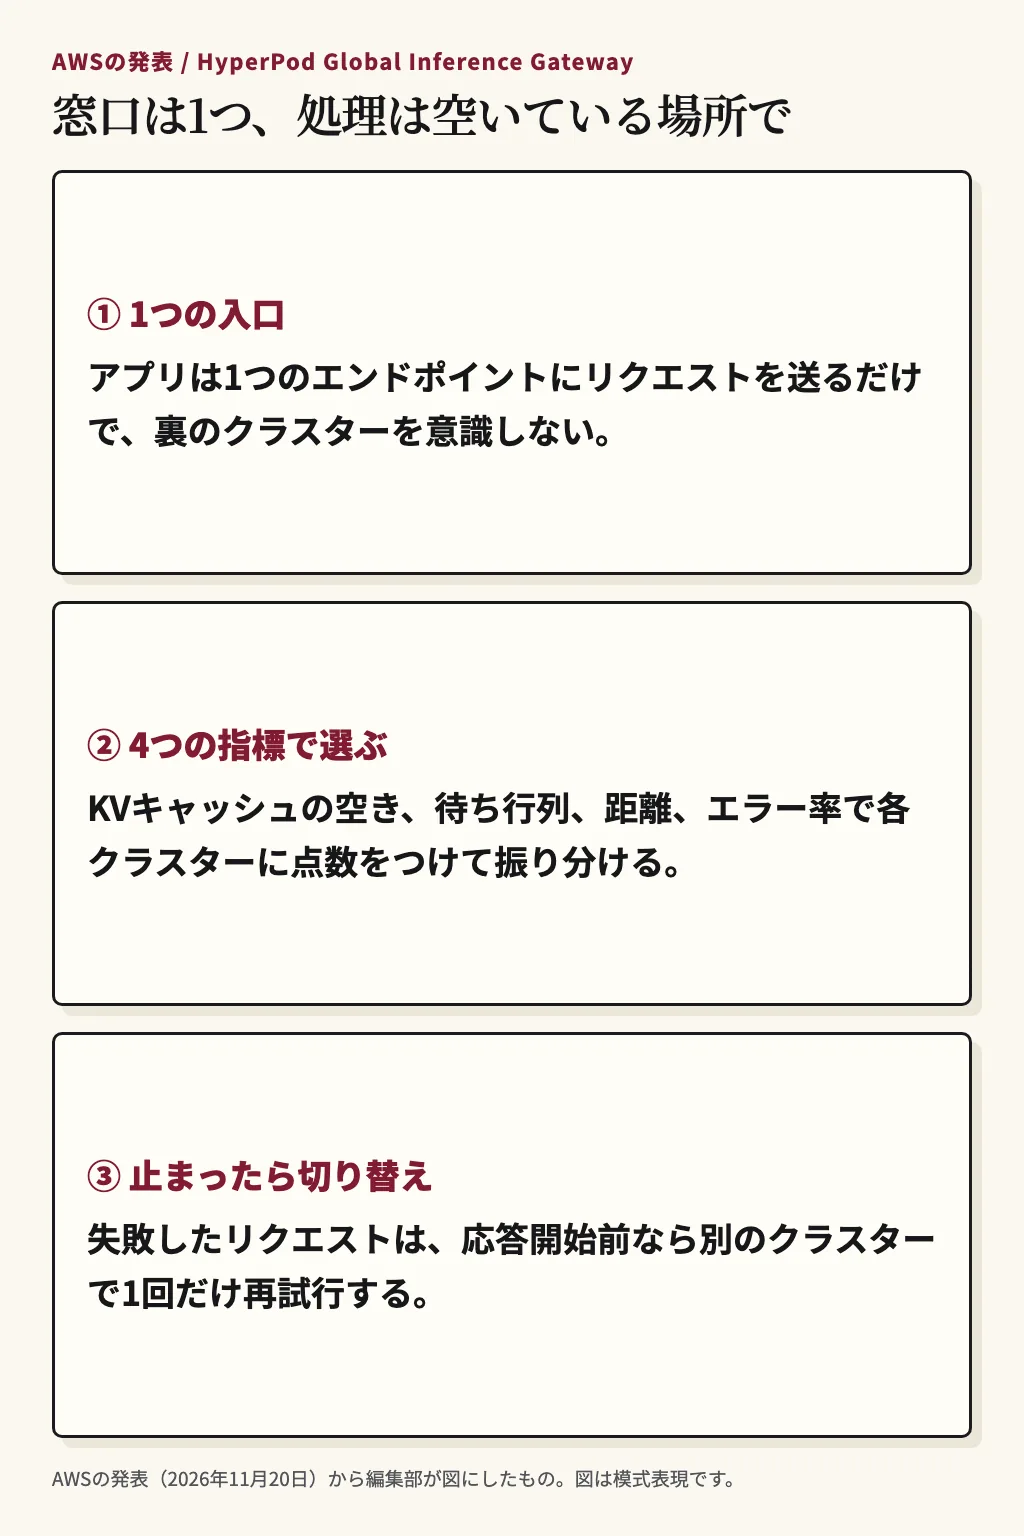 AWSの発表 / HyperPod Global Inference Gateway
窓口は1つ、処理は空いている場所で
① 1つの入口
アプリは1つのエンドポイントにリクエストを送るだけ
で、裏のクラスターを意識しない。
② 4つの指標で選ぶ
KVキャッシュの空き、待ち行列、距離、エラー率で各
クラスターに点数をつけて振り分ける。
③ 止まったら切り替え
失敗したリクエストは、応答開始前なら別のクラスター
で1回だけ再試行する。
AWSの発表（2026年11月20日）から編集部が図にしたもの。図は模式表現です。